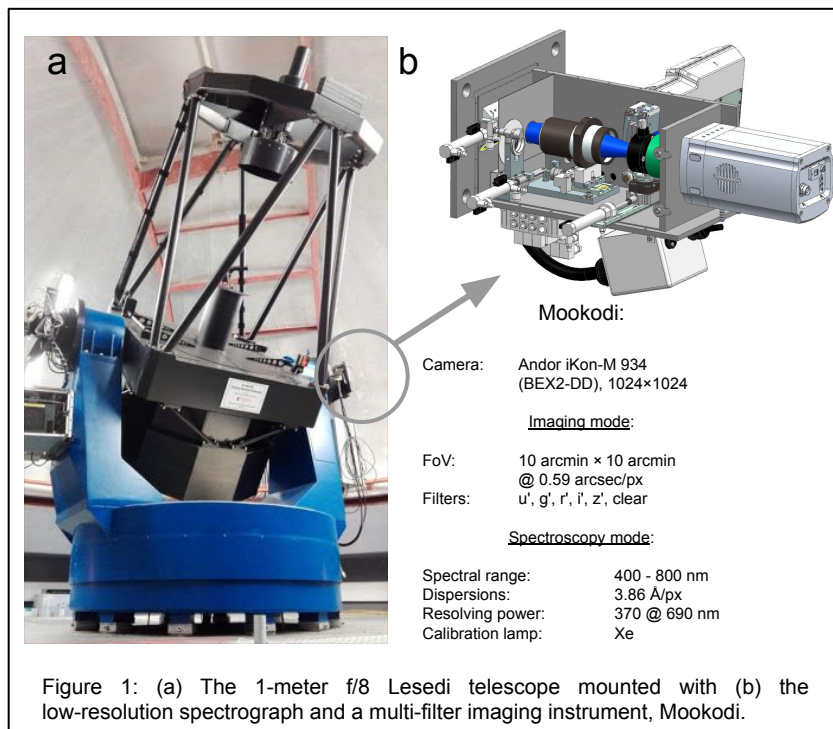 a
b
Mookodi:
Camera: Andor iKon-M 934
(BEX2-DD), 1024×1024
Imaging mode:
FoV: 10 arcmin × 10 arcmin
@ 0.59 arcsec/px
Filters: u', g', r', i', z', clear
Spectroscopy mode:
Spectral range: 400 - 800 nm
Dispersions: 3.86 Å/px
Resolving power: 370 @ 690 nm
Calibration lamp: Xe
Figure 1: (a) The 1-meter f/8 Lesedi telescope mounted with (b) the
low-resolution spectrograph and a multi-filter imaging instrument, Mookodi.